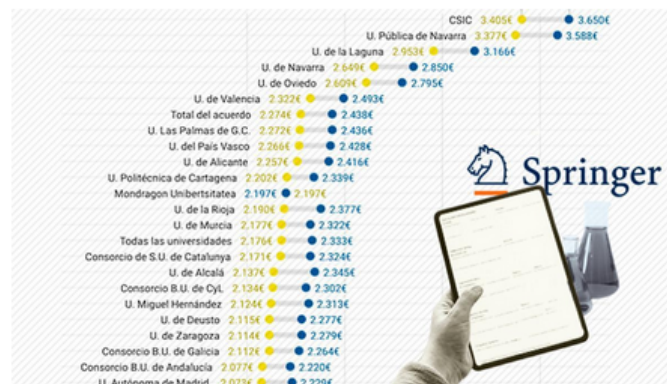 CSIC 3.405€ 3.650€
U. Pública de Navarra 3.377€ 3.588€
U. de la Laguna 2.953€ 3.166€
U. de Navarra 2.649€ 2.850€
U. de Oviedo 2.609€ 2.795€
U. de Valencia 2.322€ 2.493€
Total del acuerdo 2.274€ 2.438€
U. Las Palmas de G.C. 2.272€ 2.436€
U. del País Vasco 2.266€ 2.428€
U. de Alicante 2.257€ 2.416€
U. Politécnica de Cartagena 2.202€ 2.339€
Mondragon Unibertsitatea 2.197€ 2.197€
U. de la Rioja 2.190€ 2.377€
U. de Murcia 2.177€ 2.322€
Todas las universidades 2.176€ 2.333€
Consorcio de S.U. de Catalunya 2.171€ 2.324€
U. de Alcalá 2.137€ 2.345€
Consorcio B.U. de CyL 2.134€ 2.302€
U. Miguel Hernández 2.124€ 2.313€
U. de Deusto 2.115€ 2.277€
U. de Zaragoza 2.114€ 2.279€
Consorcio B.U. de Galicia 2.112€ 2.264€
Consorcio B.U. de Andalucía 2.077€ 2.220€
U. Autónoma de Madrid 2.073€ 2.229€
Springer